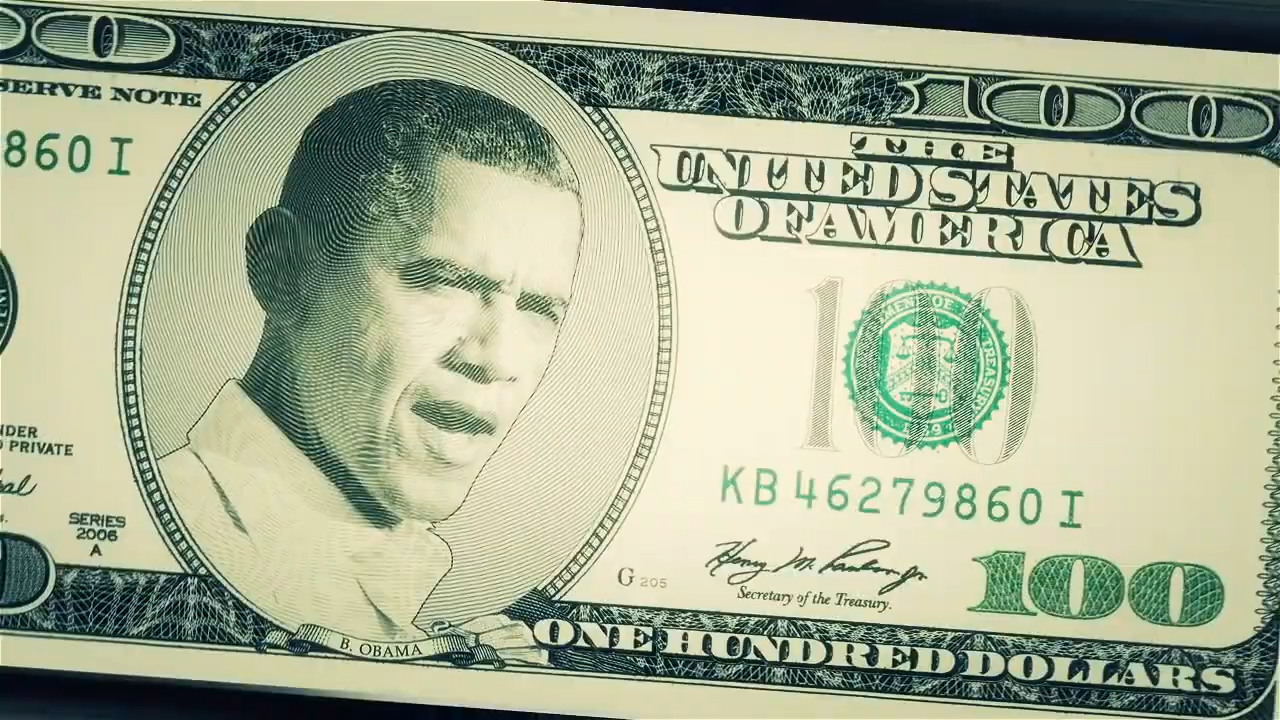 100
SERVE NOTE
860 I
100
THE
UNITED STATES
OF AMERICA
100
KB 46279860 I
NDER
PRIVATE
SERIES
2006
A
G 205
Secretary of the Treasury.
100
B. OBAMA
ONE HUNDRED DOLLARS